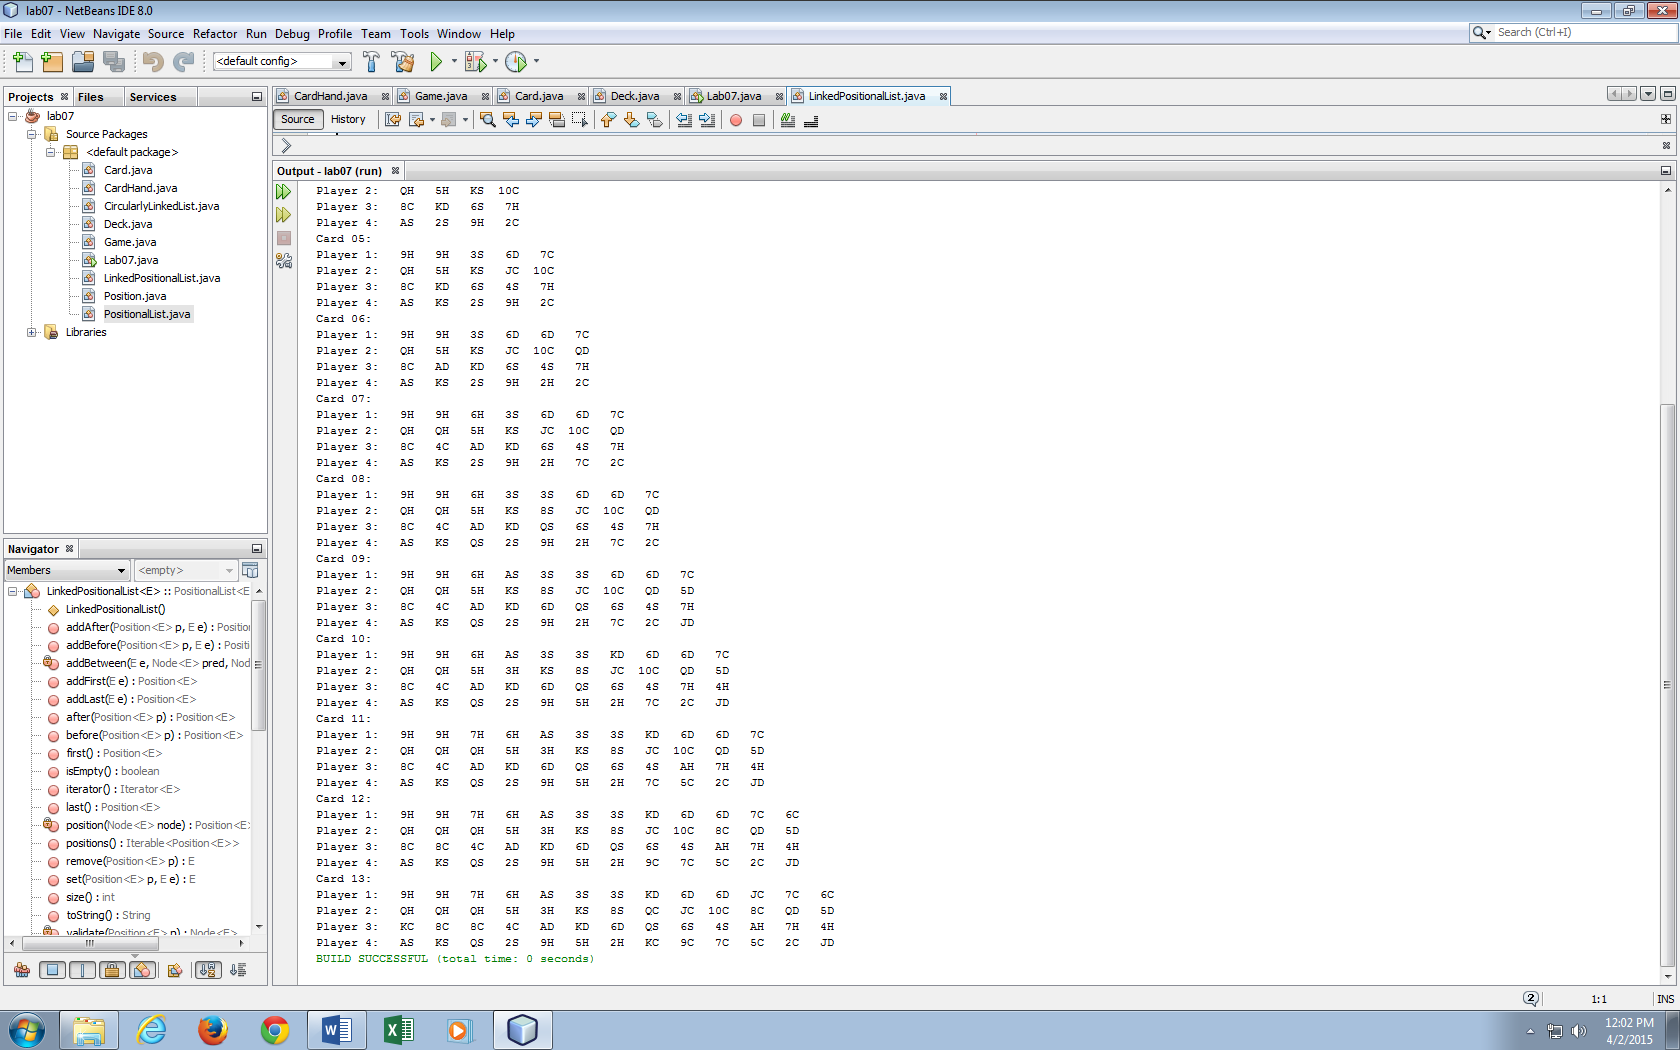 lab07 - NetBeans IDE 8.0
File Edit View Navigate Source Refactor Run Debug Profile Team Tools Window Help
Search (Ctrl+I)
<default config>
Projects Files Services
lab07
Source Packages
<default package>
Card.java
CardHand.java
CircularlyLinkedList.java
Deck.java
Game.java
Lab07.java
LinkedPositionalList.java
Position.java
PositionalList.java
Libraries
Navigator
Members <empty>
LinkedPositionalList<E> :: PositionalList<E
LinkedPositionalList()
addAfter(Position<E> p, E e) : Position
addBefore(Position<E> p, E e) : Positi
addBetween(E e, Node<E> pred, Nod
addFirst(E e) : Position<E>
addLast(E e) : Position<E>
after(Position<E> p) : Position<E>
before(Position<E> p) : Position<E>
first() : Position<E>
isEmpty() : boolean
iterator() : Iterator<E>
last() : Position<E>
position(Node<E> node) : Position<E>
positions() : Iterable<Position<E>>
remove(Position<E> p) : E
set(Position<E> p, E e) : E
size() : int
toString() : String
validate(Position<E> p) : Node<E>
CardHand.java Game.java Card.java Deck.java Lab07.java LinkedPositionalList.java
Source History
Output - lab07 (run)
Player 2: QH 5H KS 10C
Player 3: 8C KD 6S 7H
Player 4: AS 2S 9H 2C
Card 05:
Player 1: 9H 9H 3S 6D 7C
Player 2: QH 5H KS JC 10C
Player 3: 8C KD 6S 4S 7H
Player 4: AS KS 2S 9H 2C
Card 06:
Player 1: 9H 9H 3S 6D 6D 7C
Player 2: QH 5H KS JC 10C QD
Player 3: 8C AD KD 6S 4S 7H
Player 4: AS KS 2S 9H 2H 2C
Card 07:
Player 1: 9H 9H 6H 3S 6D 6D 7C
Player 2: QH QH 5H KS JC 10C QD
Player 3: 8C 4C AD KD 6S 4S 7H
Player 4: AS KS 2S 9H 2H 7C 2C
Card 08:
Player 1: 9H 9H 6H 3S 3S 6D 6D 7C
Player 2: QH QH 5H KS 8S JC 10C QD
Player 3: 8C 4C AD KD QS 6S 4S 7H
Player 4: AS KS QS 2S 9H 2H 7C 2C
Card 09:
Player 1: 9H 9H 6H AS 3S 3S 6D 6D 7C
Player 2: QH QH 5H KS 8S JC 10C QD 5D
Player 3: 8C 4C AD KD 6D QS 6S 4S 7H
Player 4: AS KS QS 2S 9H 2H 7C 2C JD
Card 10:
Player 1: 9H 9H 6H AS 3S 3S KD 6D 6D 7C
Player 2: QH QH 5H 3H KS 8S JC 10C QD 5D
Player 3: 8C 4C AD KD 6D QS 6S 4S 7H 4H
Player 4: AS KS QS 2S 9H 5H 2H 7C 2C JD
Card 11:
Player 1: 9H 9H 7H 6H AS 3S 3S KD 6D 6D 7C
Player 2: QH QH QH 5H 3H KS 8S JC 10C QD 5D
Player 3: 8C 4C AD KD 6D QS 6S 4S AH 7H 4H
Player 4: AS KS QS 2S 9H 5H 2H 7C 5C 2C JD
Card 12:
Player 1: 9H 9H 7H 6H AS 3S 3S KD 6D 6D 7C 6C
Player 2: QH QH QH 5H 3H KS 8S JC 10C 8C QD 5D
Player 3: 8C 8C 4C AD KD 6D QS 6S 4S AH 7H 4H
Player 4: AS KS QS 2S 9H 5H 2H 9C 7C 5C 2C JD
Card 13:
Player 1: 9H 9H 7H 6H AS 3S 3S KD 6D 6D JC 7C 6C
Player 2: QH QH QH 5H 3H KS 8S QC JC 10C 8C QD 5D
Player 3: KC 8C 8C 4C AD KD 6D QS 6S 4S AH 7H 4H
Player 4: AS KS QS 2S 9H 5H 2H KC 9C 7C 5C 2C JD
BUILD SUCCESSFUL (total time: 0 seconds)
2 1:1 INS
12:02 PM
4/2/2015